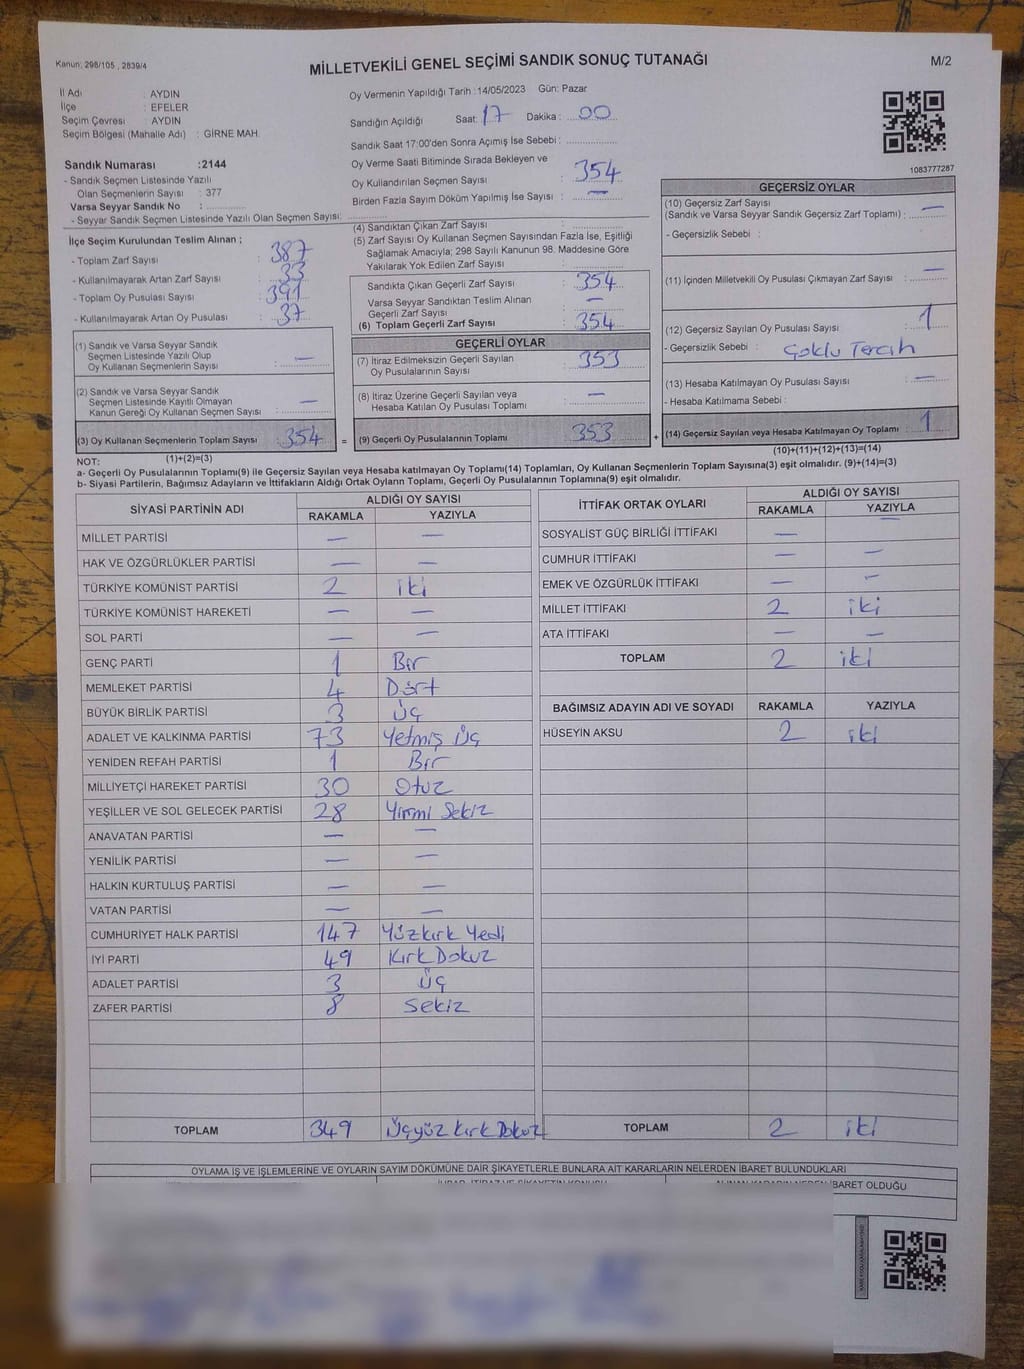 Kanun: 298/105 , 2839/4
MİLLETVEKİLİ GENEL SEÇİMİ SANDIK SONUÇ TUTANAĞI
M/2
İl Adı : AYDIN
İlçe : EFELER
Seçim Çevresi : AYDIN
Seçim Bölgesi (Mahalle Adı) : GİRNE MAH.
Sandık Numarası :2144
- Sandık Seçmen Listesinde Yazılı
Olan Seçmenlerin Sayısı : 377
Varsa Seyyar Sandık No :
- Seyyar Sandık Seçmen Listesinde Yazılı Olan Seçmen Sayısı:
Oy Vermenin Yapıldığı Tarih :14/05/2023 Gün: Pazar
Sandığın Açıldığı Saat: 17 Dakika : 00
Sandık Saat 17:00'den Sonra Açımış İse Sebebi :
Oy Verme Saati Bitiminde Sırada Bekleyen ve
Oy Kullandırılan Seçmen Sayısı : 354
Birden Fazla Sayım Döküm Yapılmış İse Sayısı : —
1083777287
İlçe Seçim Kurulundan Teslim Alınan ;
- Toplam Zarf Sayısı : 387
- Kullanılmayarak Artan Zarf Sayısı : 33
- Toplam Oy Pusulası Sayısı : 391
- Kullanılmayarak Artan Oy Pusulası : 37
(1) Sandık ve Varsa Seyyar Sandık
Seçmen Listesinde Yazılı Olup
Oy Kullanan Seçmenlerin Sayısı : —
(2) Sandık ve Varsa Seyyar Sandık
Seçmen Listesinde Kayıtlı Olmayan
Kanun Gereği Oy Kullanan Seçmen Sayısı : —
(3) Oy Kullanan Seçmenlerin Toplam Sayısı : 354 =
(1)+(2)=(3)
(4) Sandıktan Çıkan Zarf Sayısı :
(5) Zarf Sayısı Oy Kullanan Seçmen Sayısından Fazla İse, Eşitliği
Sağlamak Amacıyla; 298 Sayılı Kanunun 98. Maddesine Göre
Yakılarak Yok Edilen Zarf Sayısı :
Sandıkta Çıkan Geçerli Zarf Sayısı : 354
Varsa Seyyar Sandıktan Teslim Alınan
Geçerli Zarf Sayısı : —
(6) Toplam Geçerli Zarf Sayısı : 354
GEÇERLİ OYLAR
(7) İtiraz Edilmeksizin Geçerli Sayılan
Oy Pusulalarının Sayısı : 353
(8) İtiraz Üzerine Geçerli Sayılan veya
Hesaba Katılan Oy Pusulası Toplamı : —
(9) Geçerli Oy Pusulalarının Toplamı : 353 +
GEÇERSİZ OYLAR
(10) Geçersiz Zarf Sayısı
(Sandık ve Varsa Seyyar Sandık Geçersiz Zarf Toplamı) : —
- Geçersizlik Sebebi :
(11) İçinden Milletvekili Oy Pusulası Çıkmayan Zarf Sayısı : —
(12) Geçersiz Sayılan Oy Pusulası Sayısı : 1
- Geçersizlik Sebebi : Çoklu Tercih
(13) Hesaba Katılmayan Oy Pusulası Sayısı : —
- Hesaba Katılmama Sebebi :
(14) Geçersiz Sayılan veya Hesaba Katılmayan Oy Toplamı : 1
(10)+(11)+(12)+(13)=(14)
NOT:
a- Geçerli Oy Pusulalarının Toplamı(9) ile Geçersiz Sayılan veya Hesaba katılmayan Oy Toplamı(14) Toplamları, Oy Kullanan Seçmenlerin Toplam Sayısına(3) eşit olmalıdır. (9)+(14)=(3)
b- Siyasi Partilerin, Bağımsız Adayların ve İttifakların Aldığı Ortak Oyların Toplamı, Geçerli Oy Pusulalarının Toplamına(9) eşit olmalıdır.
SİYASİ PARTİNİN ADI ALDIĞI OY SAYISI
RAKAMLA YAZIYLA
MİLLET PARTİSİ — —
HAK VE ÖZGÜRLÜKLER PARTİSİ — —
TÜRKİYE KOMÜNİST PARTİSİ 2 iki
TÜRKİYE KOMÜNİST HAREKETİ — —
SOL PARTİ — —
GENÇ PARTİ 1 Bir
MEMLEKET PARTİSİ 4 Dört
BÜYÜK BİRLİK PARTİSİ 3 Üç
ADALET VE KALKINMA PARTİSİ 73 Yetmiş Üç
YENİDEN REFAH PARTİSİ 1 Bir
MİLLİYETÇİ HAREKET PARTİSİ 30 Otuz
YEŞİLLER VE SOL GELECEK PARTİSİ 28 Yirmi Sekiz
ANAVATAN PARTİSİ — —
YENİLİK PARTİSİ — —
HALKIN KURTULUŞ PARTİSİ — —
VATAN PARTİSİ — —
CUMHURİYET HALK PARTİSİ 147 Yüzkırk Yedi
İYİ PARTİ 49 Kırk Dokuz
ADALET PARTİSİ 3 Üç
ZAFER PARTİSİ 8 Sekiz
TOPLAM 349 Üçyüz Kırk Dokuz
İTTİFAK ORTAK OYLARI ALDIĞI OY SAYISI
RAKAMLA YAZIYLA
SOSYALİST GÜÇ BİRLİĞİ İTTİFAKI — —
CUMHUR İTTİFAKI — —
EMEK VE ÖZGÜRLÜK İTTİFAKI — —
MİLLET İTTİFAKI 2 iki
ATA İTTİFAKI — —
TOPLAM 2 iki
BAĞIMSIZ ADAYIN ADI VE SOYADI RAKAMLA YAZIYLA
HÜSEYİN AKSU 2 iki
TOPLAM 2 iki
OYLAMA İŞ VE İŞLEMLERİNE VE OYLARIN SAYIM DÖKÜMÜNE DAİR ŞİKAYETLERLE BUNLARA AİT KARARLARIN NELERDEN İBARET BULUNDUKLARI
İBARET OLDUĞU